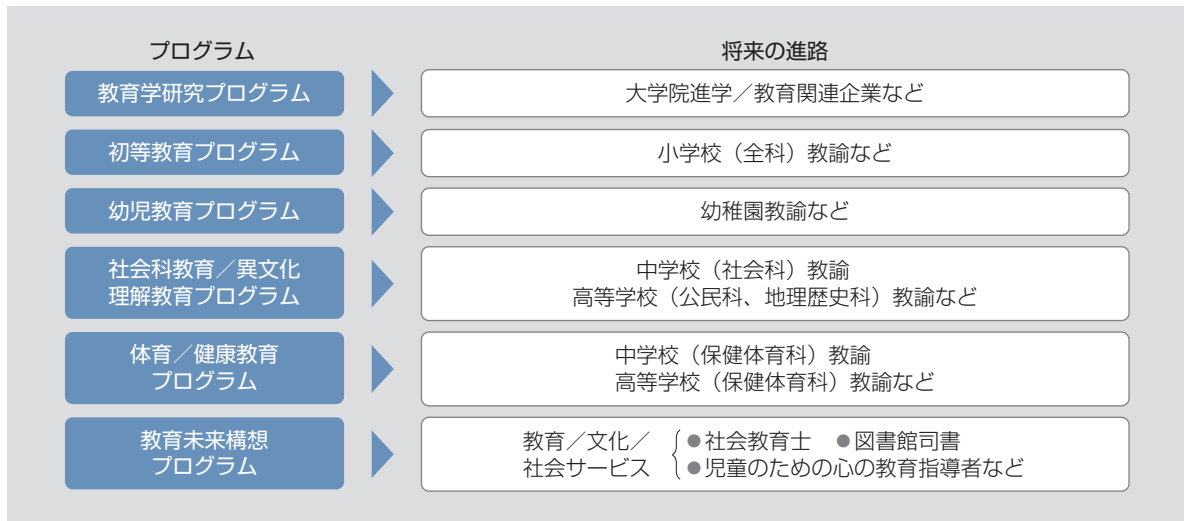 プログラム
将来の進路
教育学研究プログラム
大学院進学／教育関連企業など
初等教育プログラム
小学校（全科）教諭など
幼児教育プログラム
幼稚園教諭など
社会科教育／異文化
理解教育プログラム
中学校（社会科）教諭
高等学校（公民科、地理歴史科）教諭など
体育／健康教育
プログラム
中学校（保健体育科）教諭
高等学校（保健体育科）教諭など
教育未来構想
プログラム
教育／文化／
社会サービス
●社会教育士 ●図書館司書
●児童のための心の教育指導者など